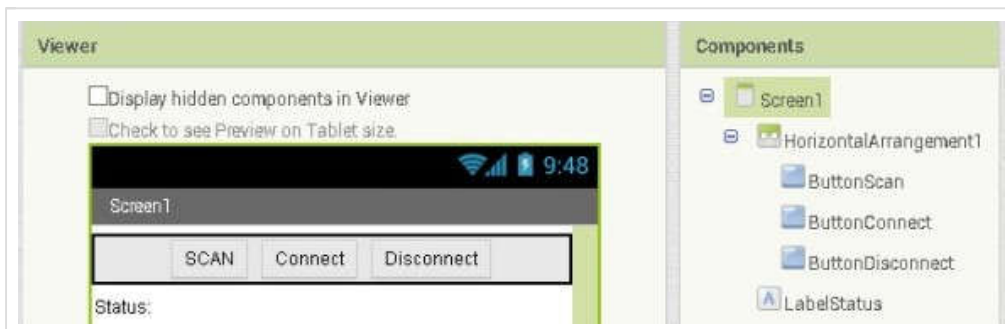 Viewer
Display hidden components in Viewer
Check to see Preview on Tablet size.
9:48
Screen1
SCAN Connect Disconnect
Status:
Components
Screen1
HorizontalArrangement1
ButtonScan
ButtonConnect
ButtonDisconnect
A LabelStatus